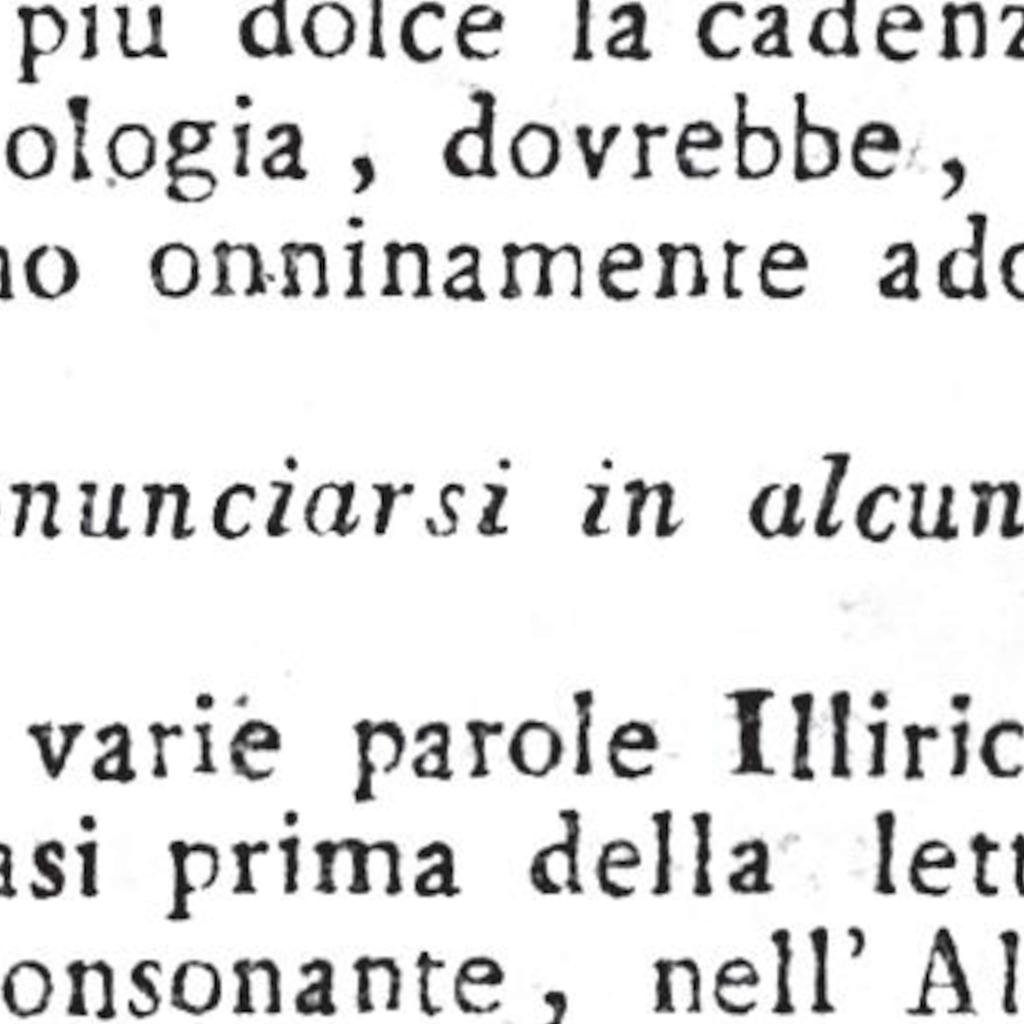 piu dolce la cadenz
ologia , dovrebbe ,
no onninamente ado
nunciarsi in alcun
varie parole Illiric
asi prima della lett
onsonante , nell' Al